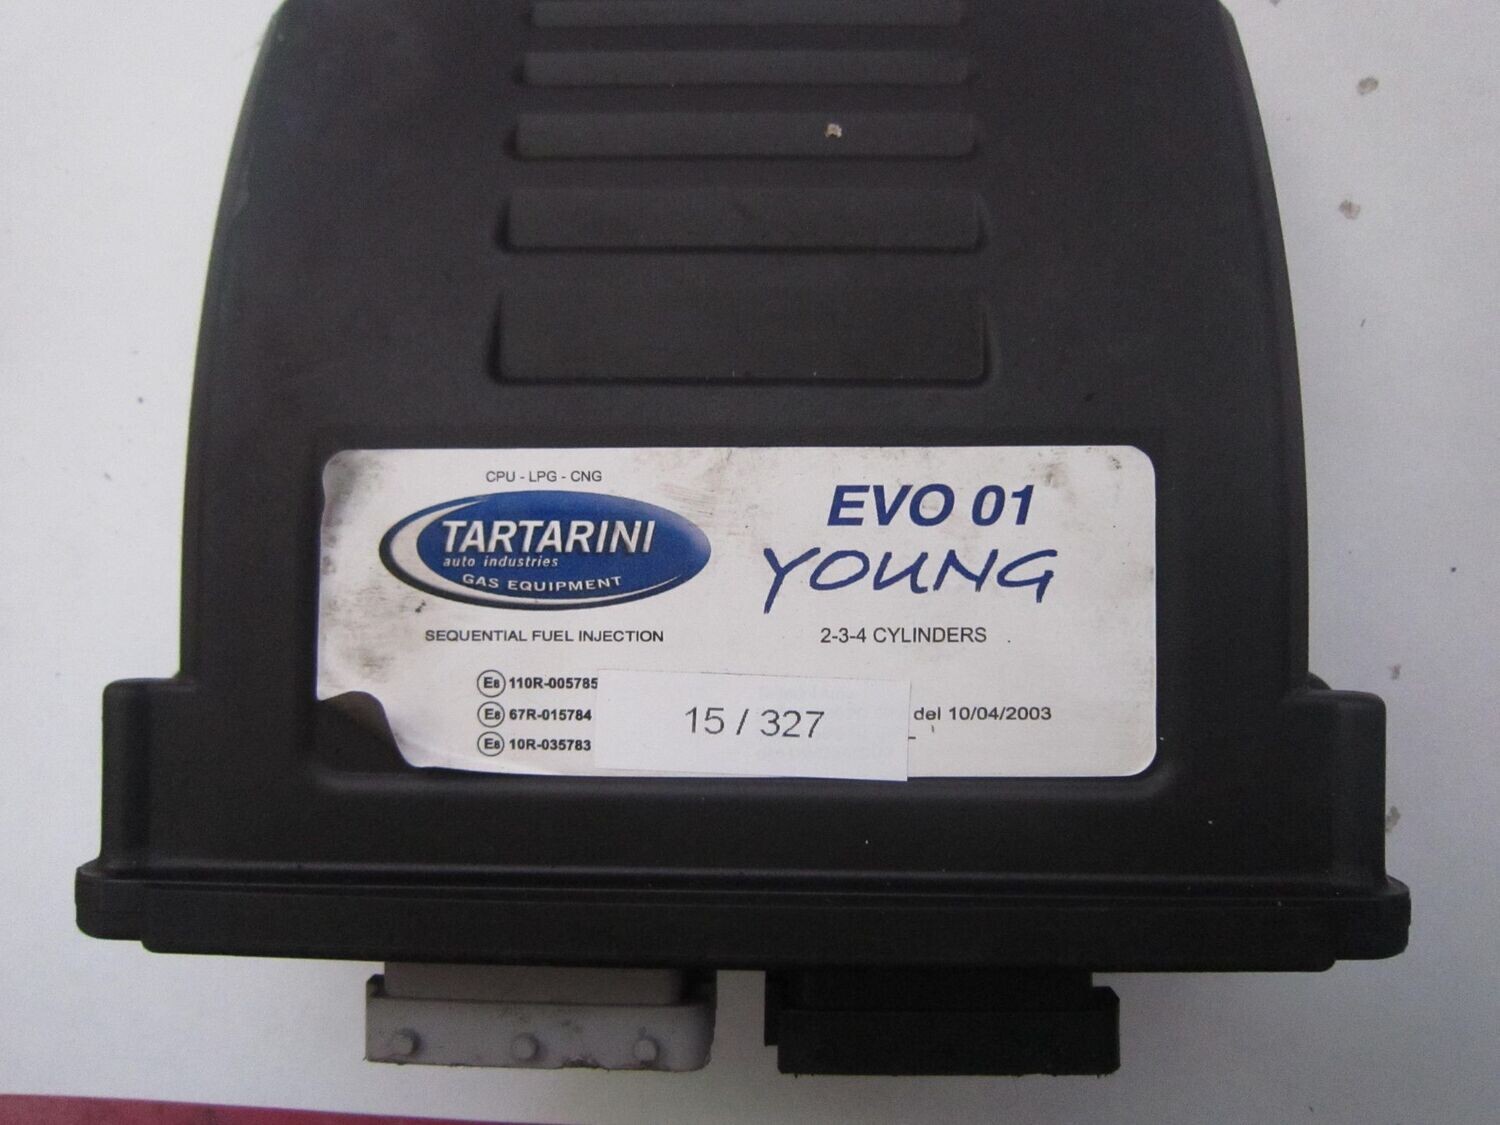 CPU - LPG - CNG
TARTARINI
auto industries
GAS EQUIPMENT
SEQUENTIAL FUEL INJECTION
EVO 01
YOUNG
2-3-4 CYLINDERS
E8 110R-005785
E8 67R-015784
E8 10R-035783
15 / 327
del 10/04/2003